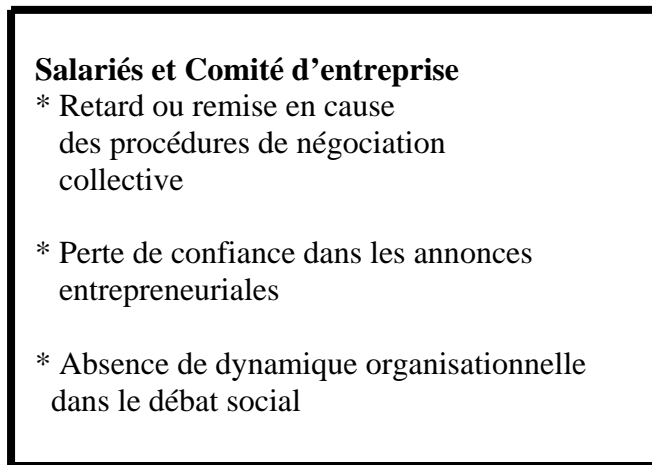 Salariés et Comité d’entreprise
* Retard ou remise en cause
des procédures de négociation
collective
* Perte de confiance dans les annonces
entrepreneuriales
* Absence de dynamique organisationnelle
dans le débat social